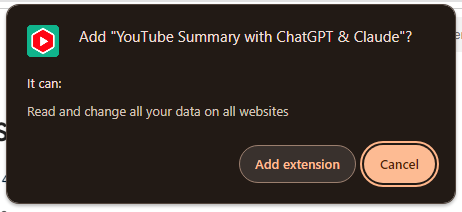 Add "YouTube Summary with ChatGPT & Claude"?
It can:
Read and change all your data on all websites
Add extension
Cancel